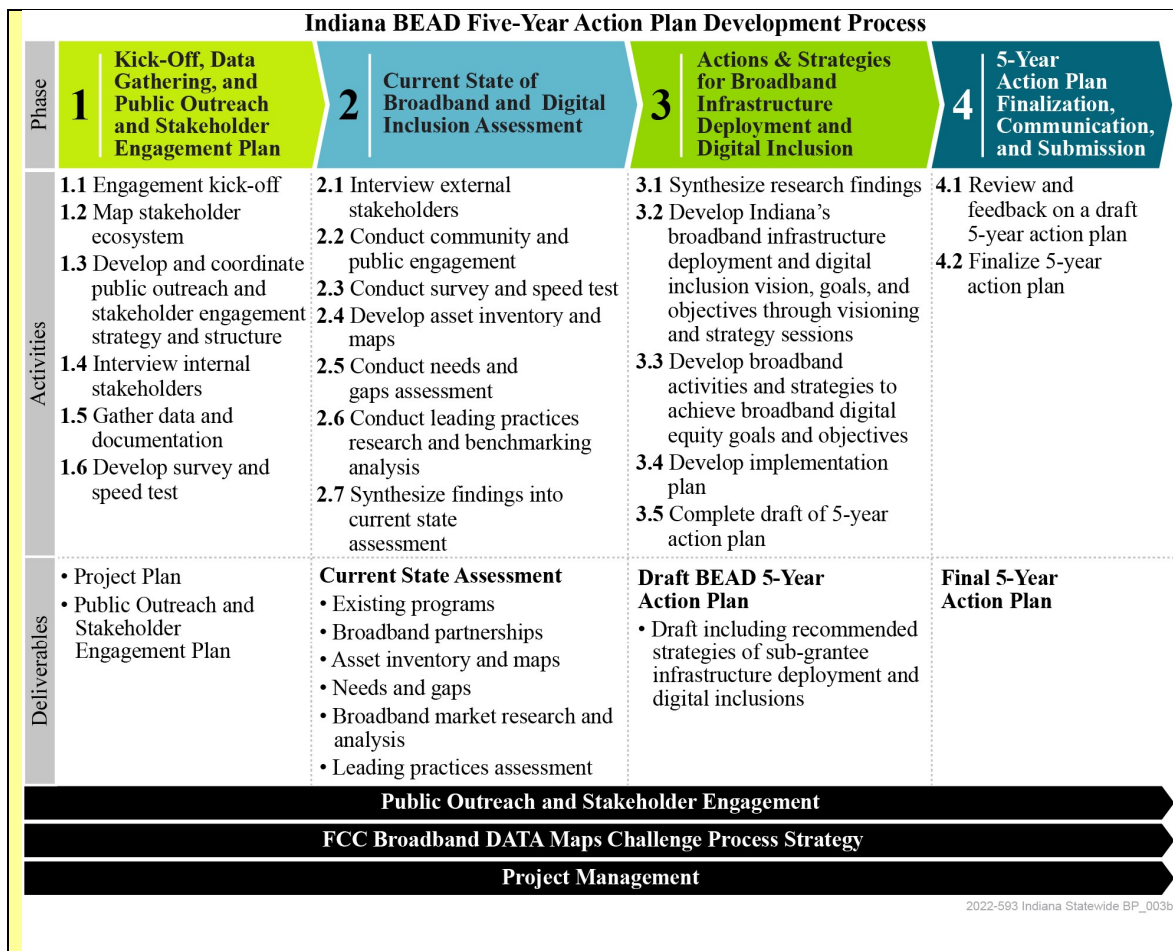 Indiana BEAD Five-Year Action Plan Development Process
Phase
1
Kick-Off, Data
Gathering, and
Public Outreach
and Stakeholder
Engagement Plan
2
Current State of
Broadband and Digital
Inclusion Assessment
3
Actions & Strategies
for Broadband
Infrastructure
Deployment and
Digital Inclusion
4
5-Year
Action Plan
Finalization,
Communication,
and Submission
Activities
1.1 Engagement kick-off
1.2 Map stakeholder
ecosystem
1.3 Develop and coordinate
public outreach and
stakeholder engagement
strategy and structure
1.4 Interview internal
stakeholders
1.5 Gather data and
documentation
1.6 Develop survey and
speed test
2.1 Interview external
stakeholders
2.2 Conduct community and
public engagement
2.3 Conduct survey and speed test
2.4 Develop asset inventory and
maps
2.5 Conduct needs and
gaps assessment
2.6 Conduct leading practices
research and benchmarking
analysis
2.7 Synthesize findings into
current state
assessment
3.1 Synthesize research findings
3.2 Develop Indiana's
broadband infrastructure
deployment and digital
inclusion vision, goals, and
objectives through visioning
and strategy sessions
3.3 Develop broadband
activities and strategies to
achieve broadband digital
equity goals and objectives
3.4 Develop implementation
plan
3.5 Complete draft of 5-year
action plan
4.1 Review and
feedback on a draft
5-year action plan
4.2 Finalize 5-year
action plan
Deliverables
• Project Plan
• Public Outreach and
Stakeholder
Engagement Plan
Current State Assessment
• Existing programs
• Broadband partnerships
• Asset inventory and maps
• Needs and gaps
• Broadband market research and
analysis
• Leading practices assessment
Draft BEAD 5-Year
Action Plan
• Draft including recommended
strategies of sub-grantee
infrastructure deployment and
digital inclusions
Final 5-Year
Action Plan
Public Outreach and Stakeholder Engagement
FCC Broadband DATA Maps Challenge Process Strategy
Project Management
2022-593 Indiana Statewide BP_003b